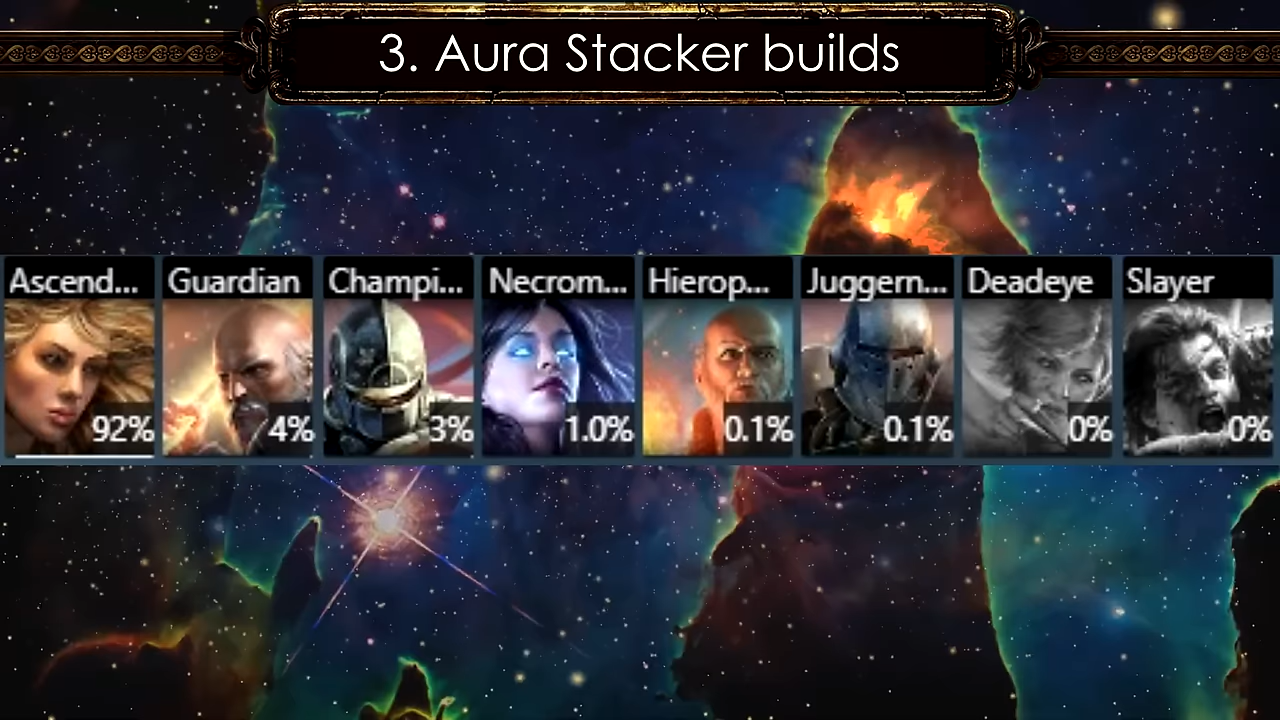 3. Aura Stacker builds
Ascend... Guardian Champi... Necrom... Hierop... Juggern... Deadeye Slayer
92% 4% 3% 1.0% 0.1% 0.1% 0% 0%